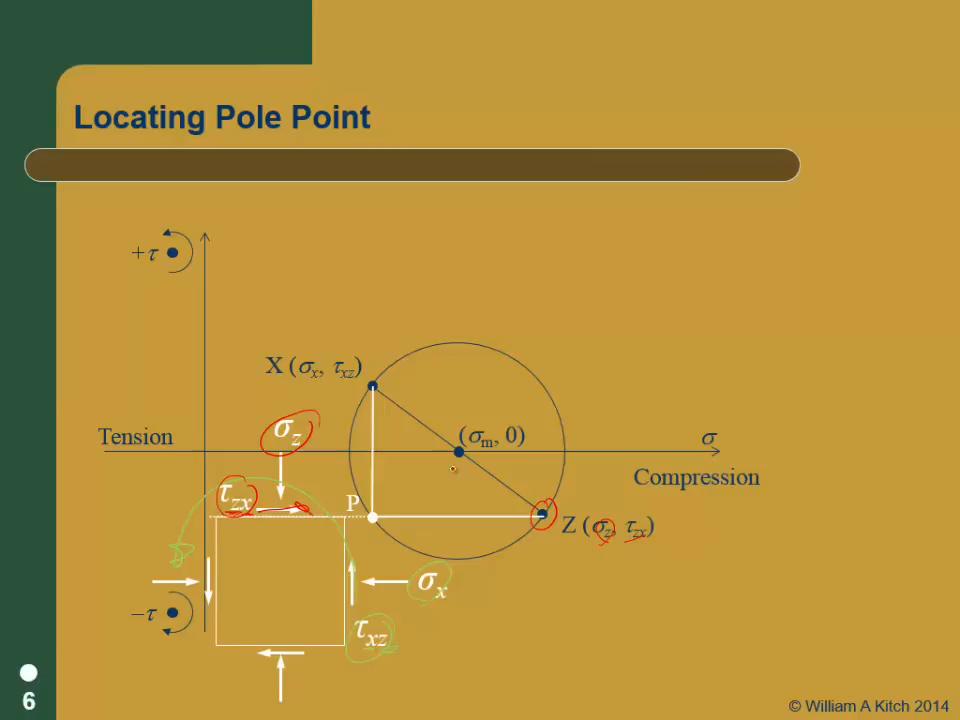 Locating Pole Point
+τ
X (σx, τxz)
Tension
σz
(σm, 0)
σ
Compression
τzx
P
Z (σz, τzx)
σx
−τ
τxz
6
© William A Kitch 2014